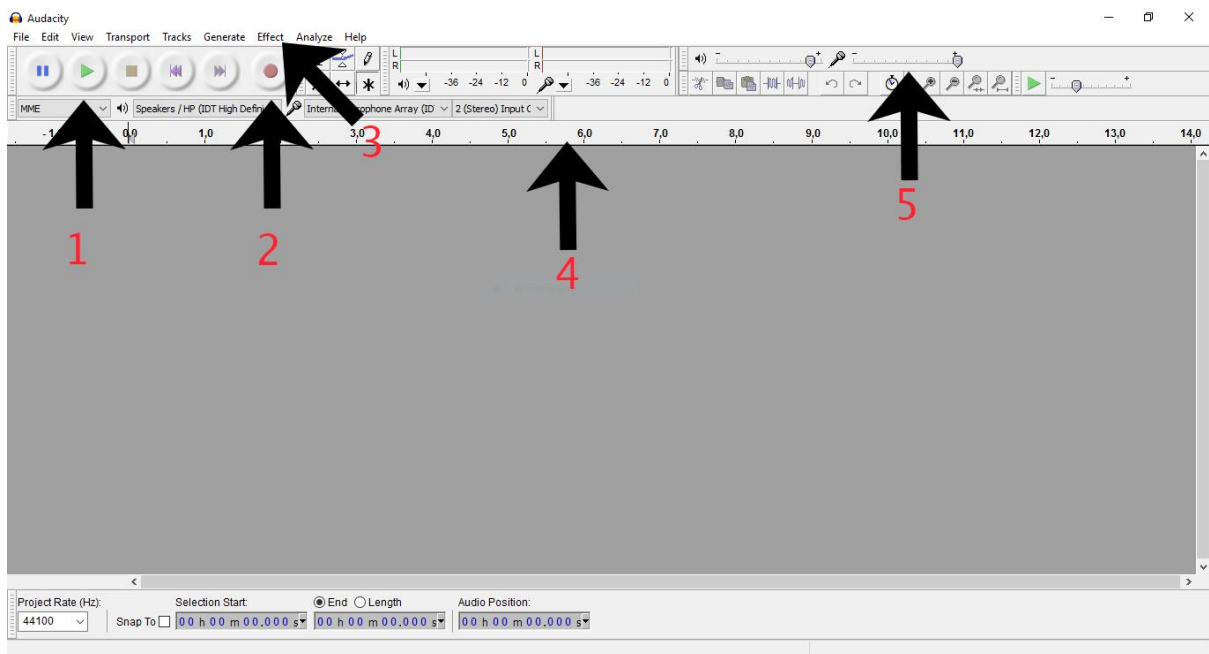 Audacity
File Edit View Transport Tracks Generate Effect Analyze Help
L
R
L
R
-36 -24 -12 0
-36 -24 -12 0
MME
Speakers / HP (IDT High
2 (Stereo) Input C
0,0 1,0 3,0 4,0 5,0 6,0 7,0 8,0 9,0 10,0 11,0 12,0 13,0 14,0
1
2
3
4
5
Project Rate (Hz):
Selection Start:
End
Length
Audio Position:
44100
Snap To
00 h 00 m 00.000 s
00 h 00 m 00.000 s
00 h 00 m 00.000 s